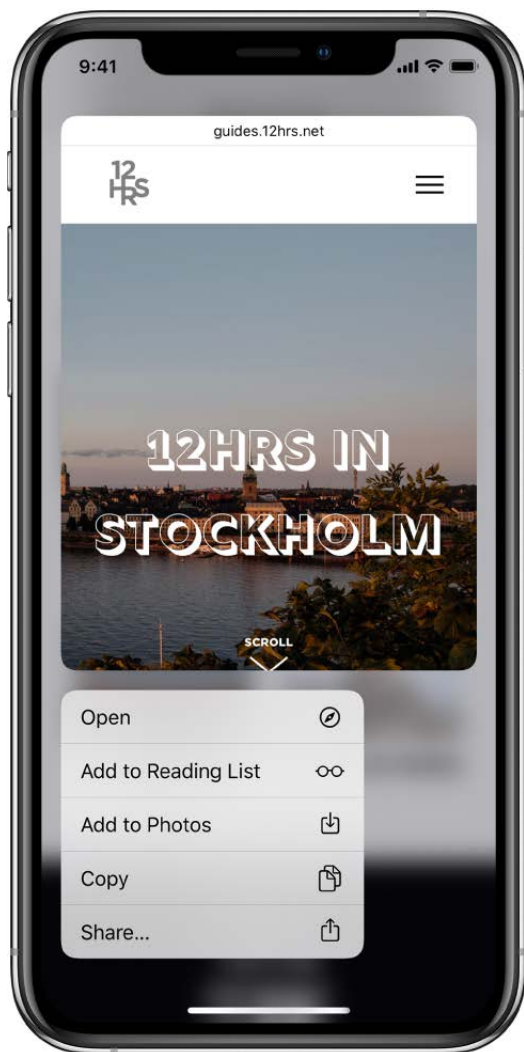 9:41
guides.12hrs.net
12
HRS
12HRS IN
STOCKHOLM
SCROLL
Open
Add to Reading List
Add to Photos
Copy
Share...